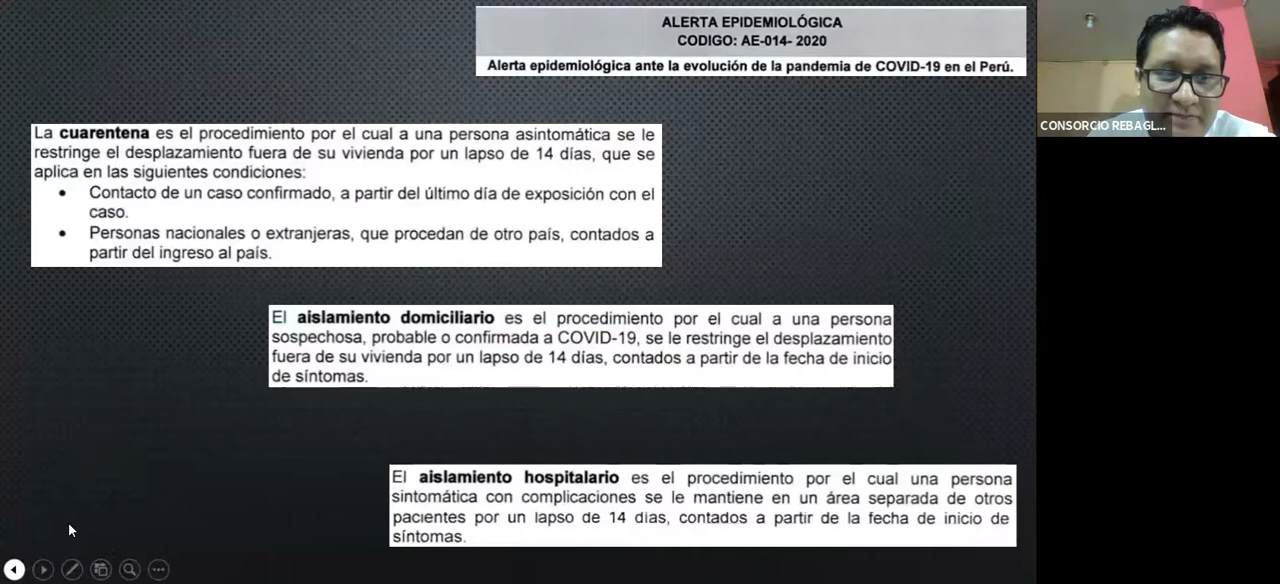 ALERTA EPIDEMIOLÓGICA
CODIGO: AE-014- 2020
Alerta epidemiológica ante la evolución de la pandemia de COVID-19 en el Perú.
CONSORCIO REBAGL...
La cuarentena es el procedimiento por el cual a una persona asintomática se le
restringe el desplazamiento fuera de su vivienda por un lapso de 14 días, que se
aplica en las siguientes condiciones:
• Contacto de un caso confirmado, a partir del último día de exposición con el
caso.
• Personas nacionales o extranjeras, que procedan de otro país, contados a
partir del ingreso al país.
El aislamiento domiciliario es el procedimiento por el cual a una persona
sospechosa, probable o confirmada a COVID-19, se le restringe el desplazamiento
fuera de su vivienda por un lapso de 14 días, contados a partir de la fecha de inicio
de síntomas.
El aislamiento hospitalario es el procedimiento por el cual una persona
sintomática con complicaciones se le mantiene en un área separada de otros
pacientes por un lapso de 14 días, contados a partir de la fecha de inicio de
síntomas.